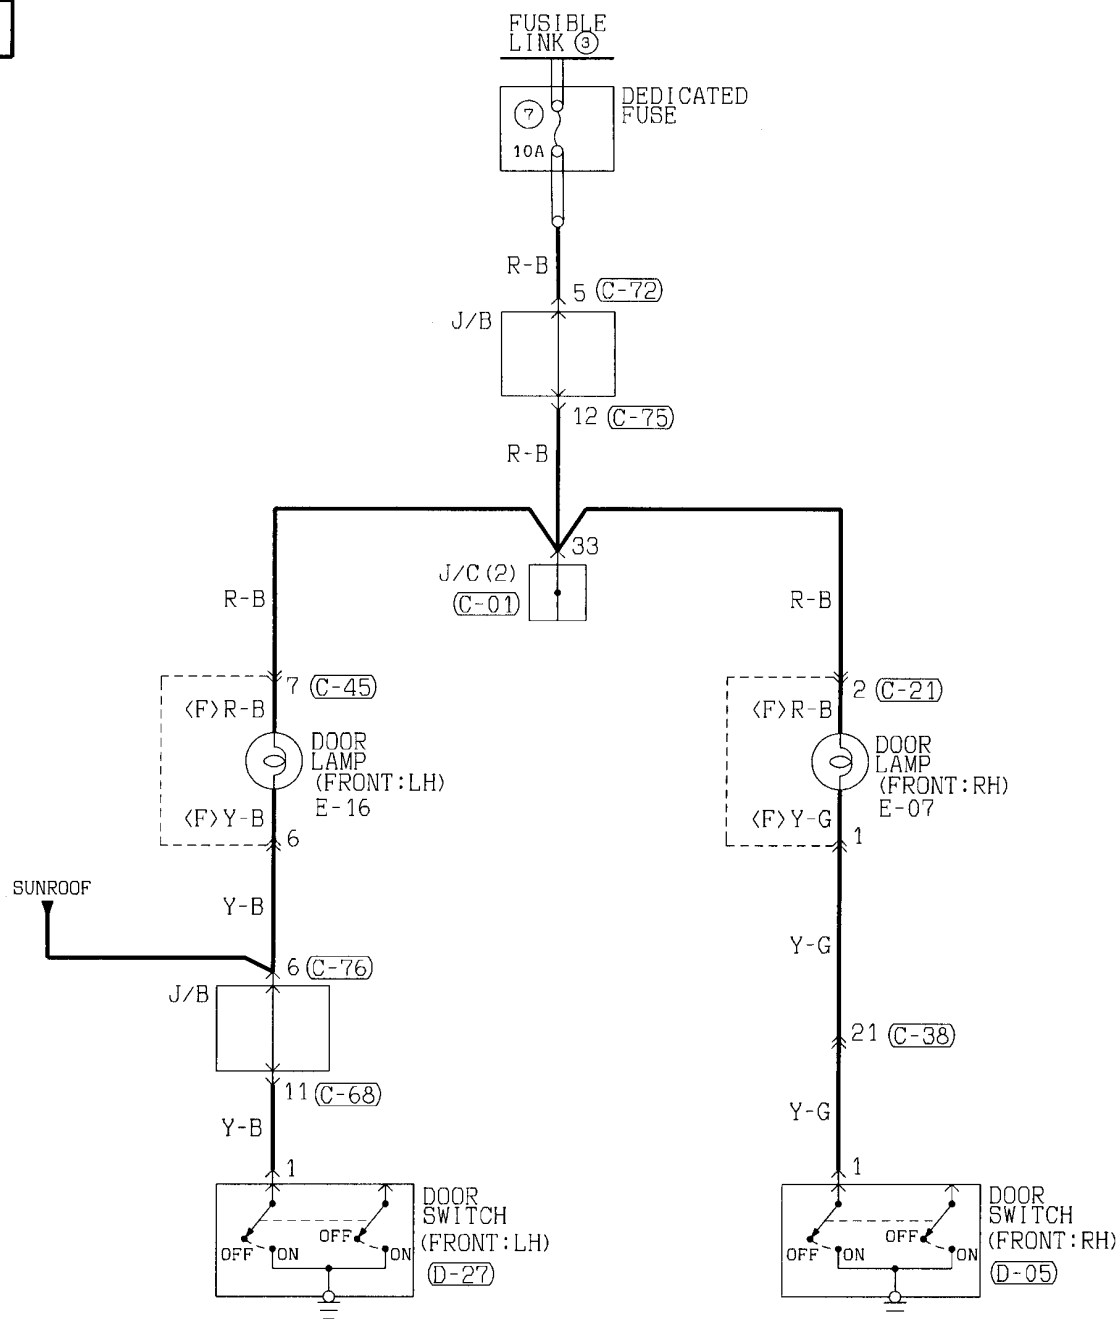 FUSIBLE
LINK ③
DEDICATED
FUSE
⑦
10A
R-B
5 C-72
J/B
12 C-75
R-B
33
J/C(2)
C-01
R-B
R-B
7 C-45
2 C-21
<F>R-B
<F>R-B
DOOR
LAMP
(FRONT:LH)
E-16
DOOR
LAMP
(FRONT:RH)
E-07
<F>Y-B
6
<F>Y-G
1
SUNROOF
Y-B
Y-G
6 C-76
J/B
21 C-38
11 C-68
Y-B
Y-G
1
1
DOOR
SWITCH
(FRONT:LH)
D-27
OFF
ON
OFF
ON
DOOR
SWITCH
(FRONT:RH)
D-05
OFF
ON
OFF
ON